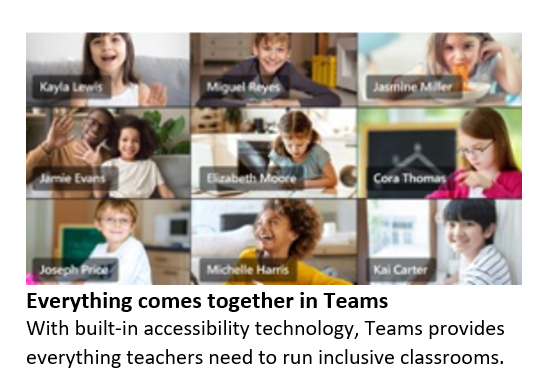 Kayla Lewis
Miguel Reyes
Jasmine Miller
Jamie Evans
Elizabeth Moore
Cora Thomas
Joseph Price
Michelle Harris
Kai Carter
Everything comes together in Teams
With built-in accessibility technology, Teams provides
everything teachers need to run inclusive classrooms.